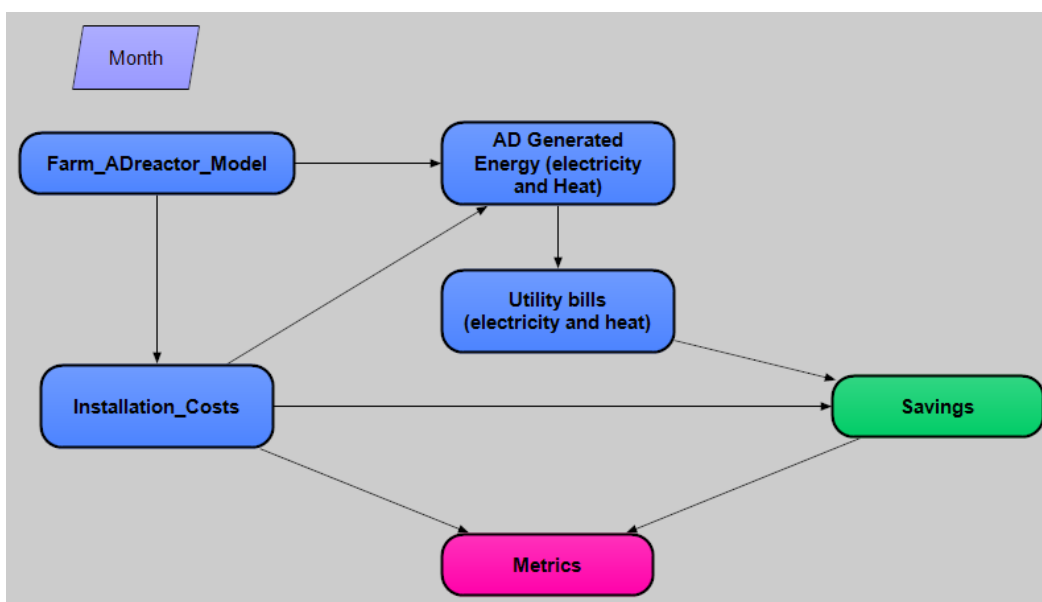 Month
Farm_ADreactor_Model
AD Generated
Energy (electricity
and Heat)
Utility bills
(electricity and heat)
Installation_Costs
Savings
Metrics